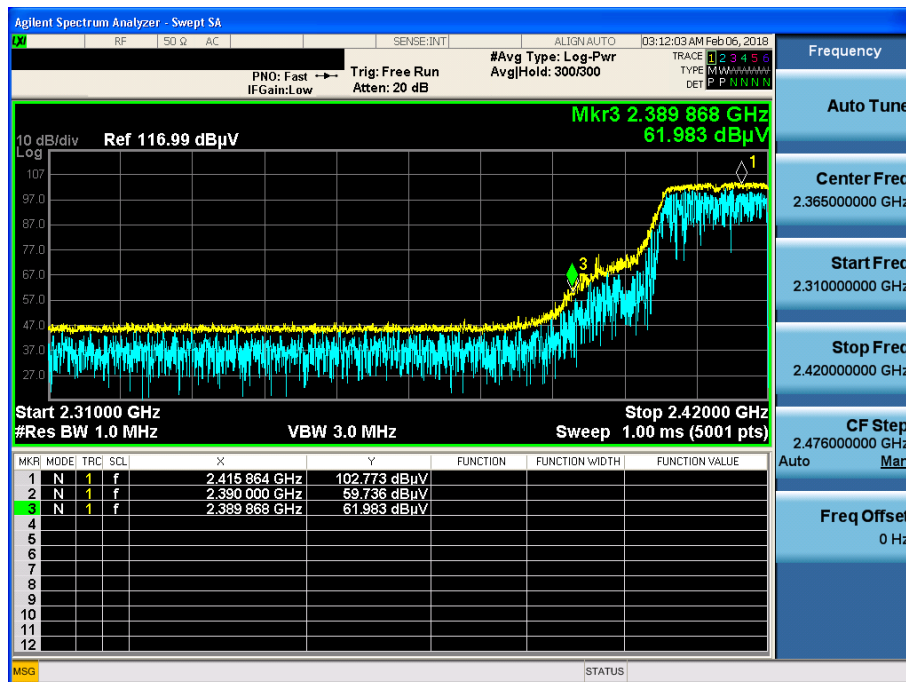 Agilent Spectrum Analyzer - Swept SA
LXI RF 50 Ω AC SENSE:INT ALIGN AUTO 03:12:03 AM Feb 06, 2018
PNO: Fast
IFGain:Low
Trig: Free Run
Atten: 20 dB
#Avg Type: Log-Pwr
Avg|Hold: 300/300
TRACE 1 2 3 4 5 6
TYPE M
DET P P N N N N
Mkr3 2.389 868 GHz
61.983 dBµV
10 dB/div
Log
Ref 116.99 dBµV
107
97.0
87.0
77.0
67.0
57.0
47.0
37.0
27.0
1
3
Start 2.31000 GHz
Stop 2.42000 GHz
#Res BW 1.0 MHz
VBW 3.0 MHz
Sweep 1.00 ms (5001 pts)
MKR MODE TRC SCL X Y FUNCTION FUNCTION WIDTH FUNCTION VALUE
1 N 1 f 2.415 864 GHz 102.773 dBµV
2 N 1 f 2.390 000 GHz 59.736 dBµV
3 N 1 f 2.389 868 GHz 61.983 dBµV
4
5
6
7
8
9
10
11
12
MSG
STATUS
Frequency
Auto Tune
Center Freq
2.365000000 GHz
Start Freq
2.310000000 GHz
Stop Freq
2.420000000 GHz
CF Step
2.476000000 GHz
Auto Man
Freq Offset
0 Hz